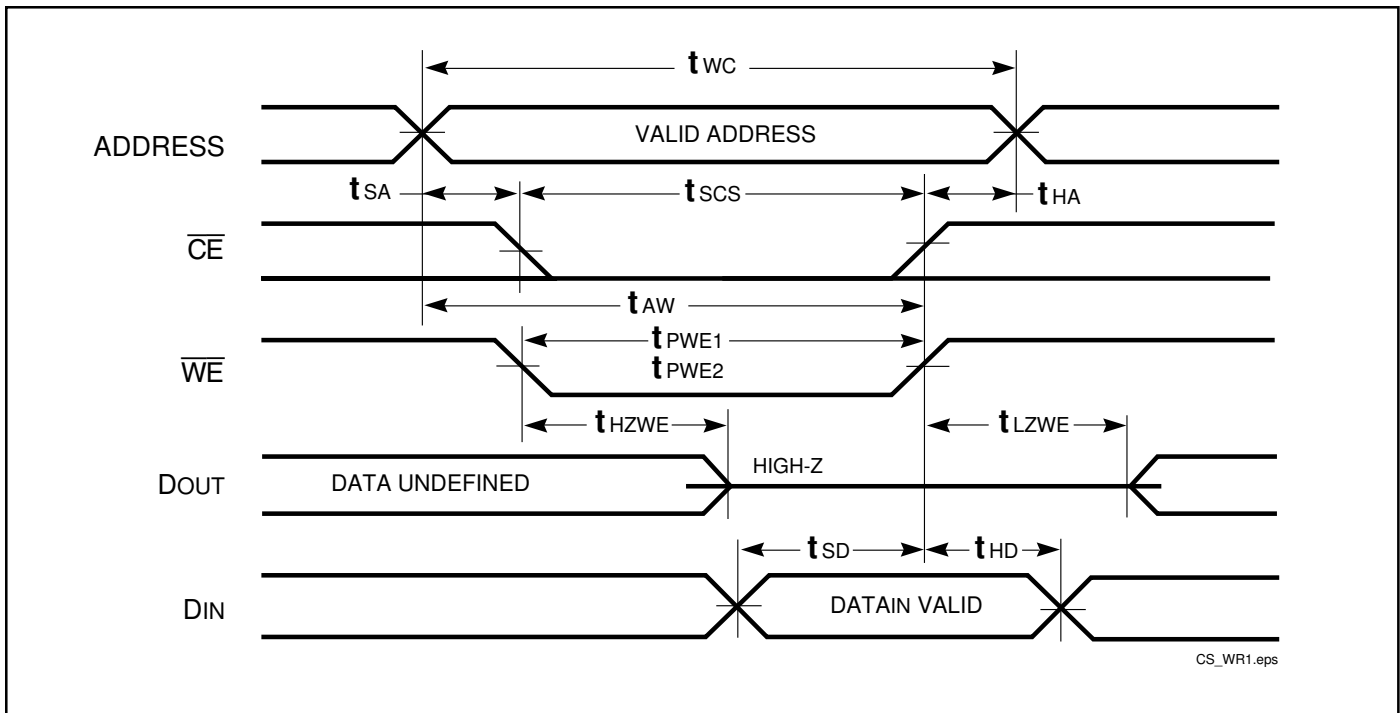 tWC
ADDRESS
VALID ADDRESS
tSA
tSCS
tHA
CE
tAW
tPWE1
WE
tPWE2
tHZWE
tLZWE
HIGH-Z
DOUT
DATA UNDEFINED
tSD
tHD
DIN
DATAIN VALID
CS_WR1.eps